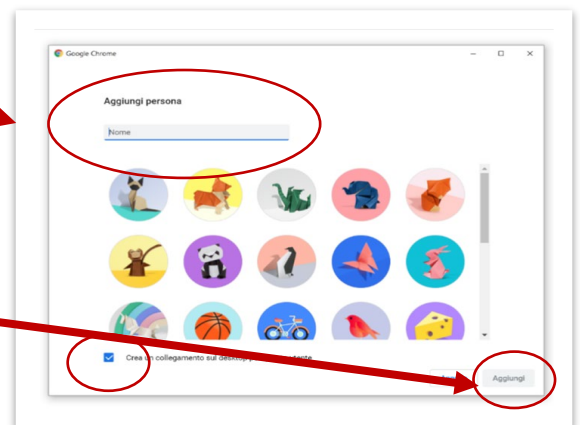 Google Chrome
Aggiungi persona
Nome
Crea un collegamento sul desktop
Aggiungi